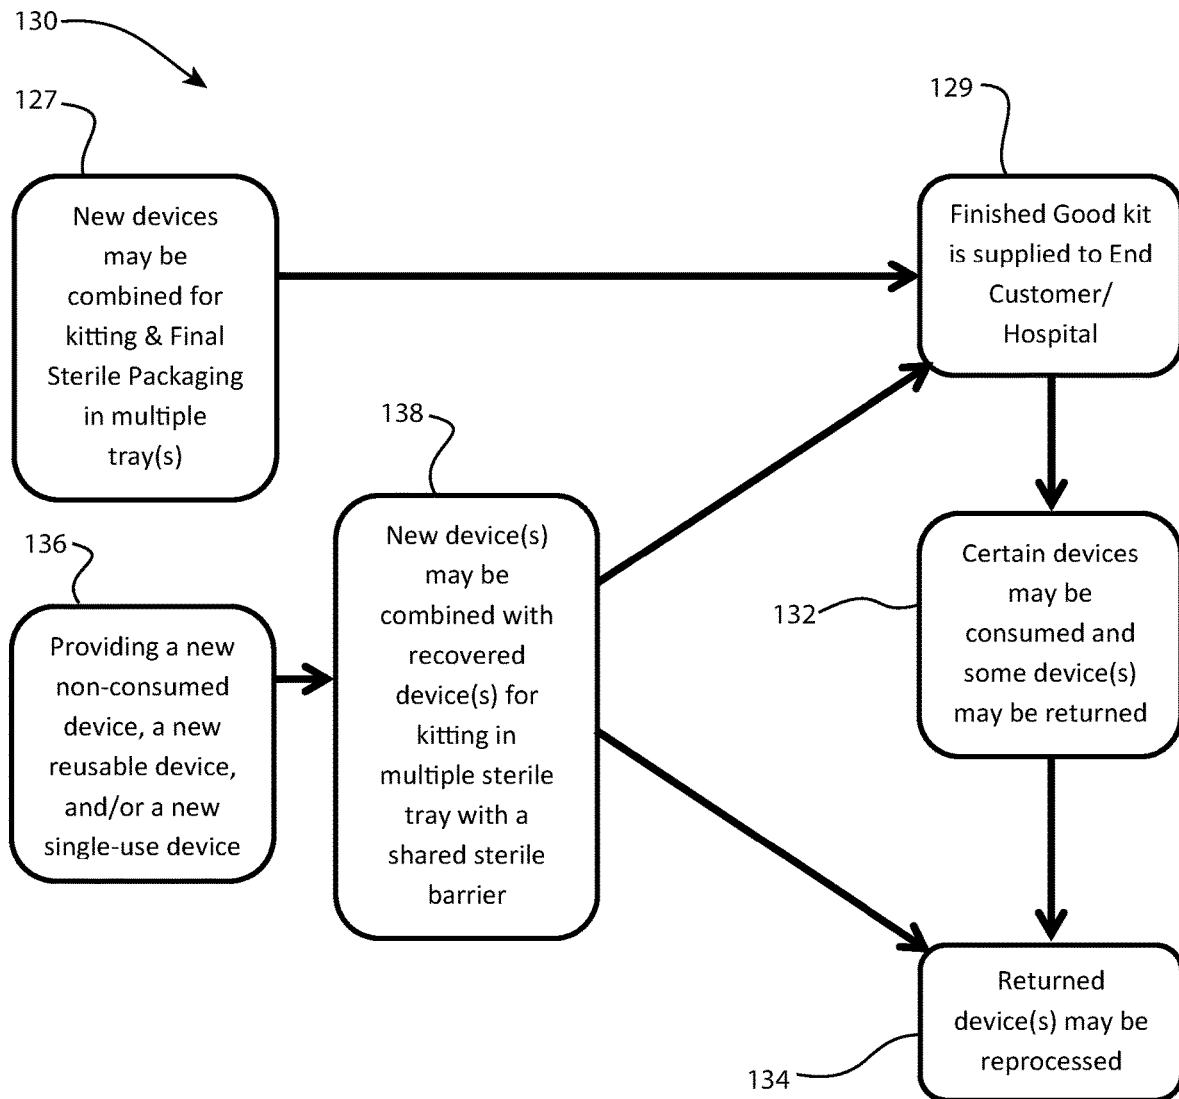 130
127
New devices
may be
combined for
kitting & Final
Sterile Packaging
in multiple
tray(s)
129
Finished Good kit
is supplied to End
Customer/
Hospital
136
Providing a new
non-consumed
device, a new
reusable device,
and/or a new
single-use device
138
New device(s)
may be
combined with
recovered
device(s) for
kitting in
multiple sterile
tray with a
shared sterile
barrier
132
Certain devices
may be
consumed and
some device(s)
may be returned
134
Returned
device(s) may be
reprocessed